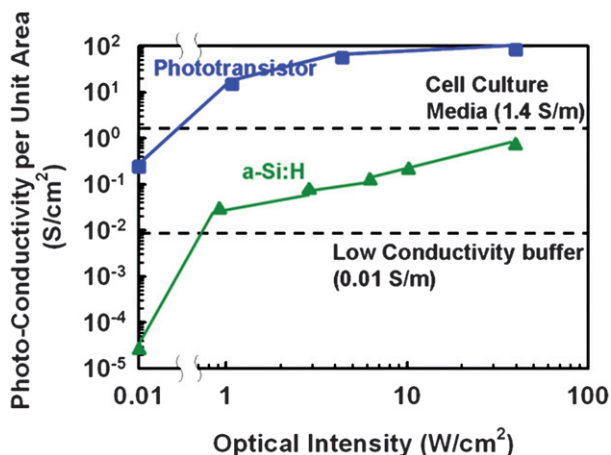 Photo-Conductivity per Unit Area
(S/cm²)
10²
10¹
10⁰
10⁻¹
10⁻²
10⁻³
10⁻⁴
10⁻⁵
Phototransistor
Cell Culture
Media (1.4 S/m)
a-Si:H
Low Conductivity buffer
(0.01 S/m)
0.01
1
10
100
Optical Intensity (W/cm²)